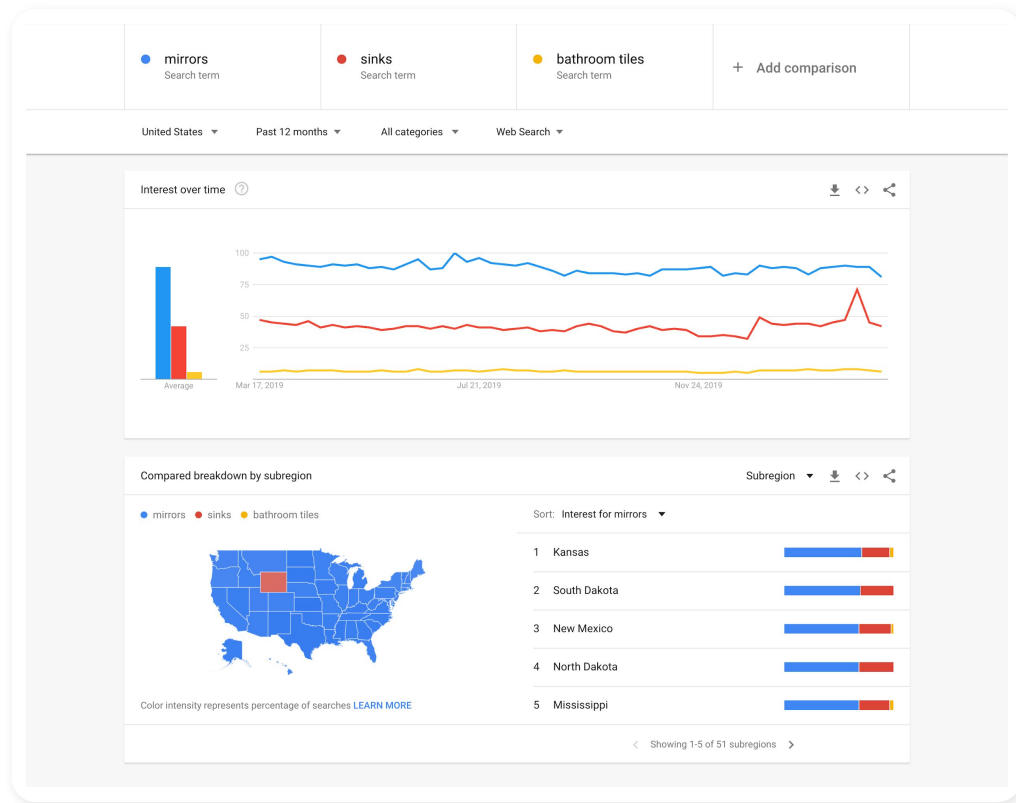 mirrors
Search term
sinks
Search term
bathroom tiles
Search term
+ Add comparison
United States
Past 12 months
All categories
Web Search
Interest over time ?
100
75
50
25
Average
Mar 17, 2019
Jul 21, 2019
Nov 24, 2019
Compared breakdown by subregion
Subregion
mirrors sinks bathroom tiles
Sort: Interest for mirrors
1 Kansas
2 South Dakota
3 New Mexico
4 North Dakota
5 Mississippi
Color intensity represents percentage of searches LEARN MORE
Showing 1-5 of 51 subregions